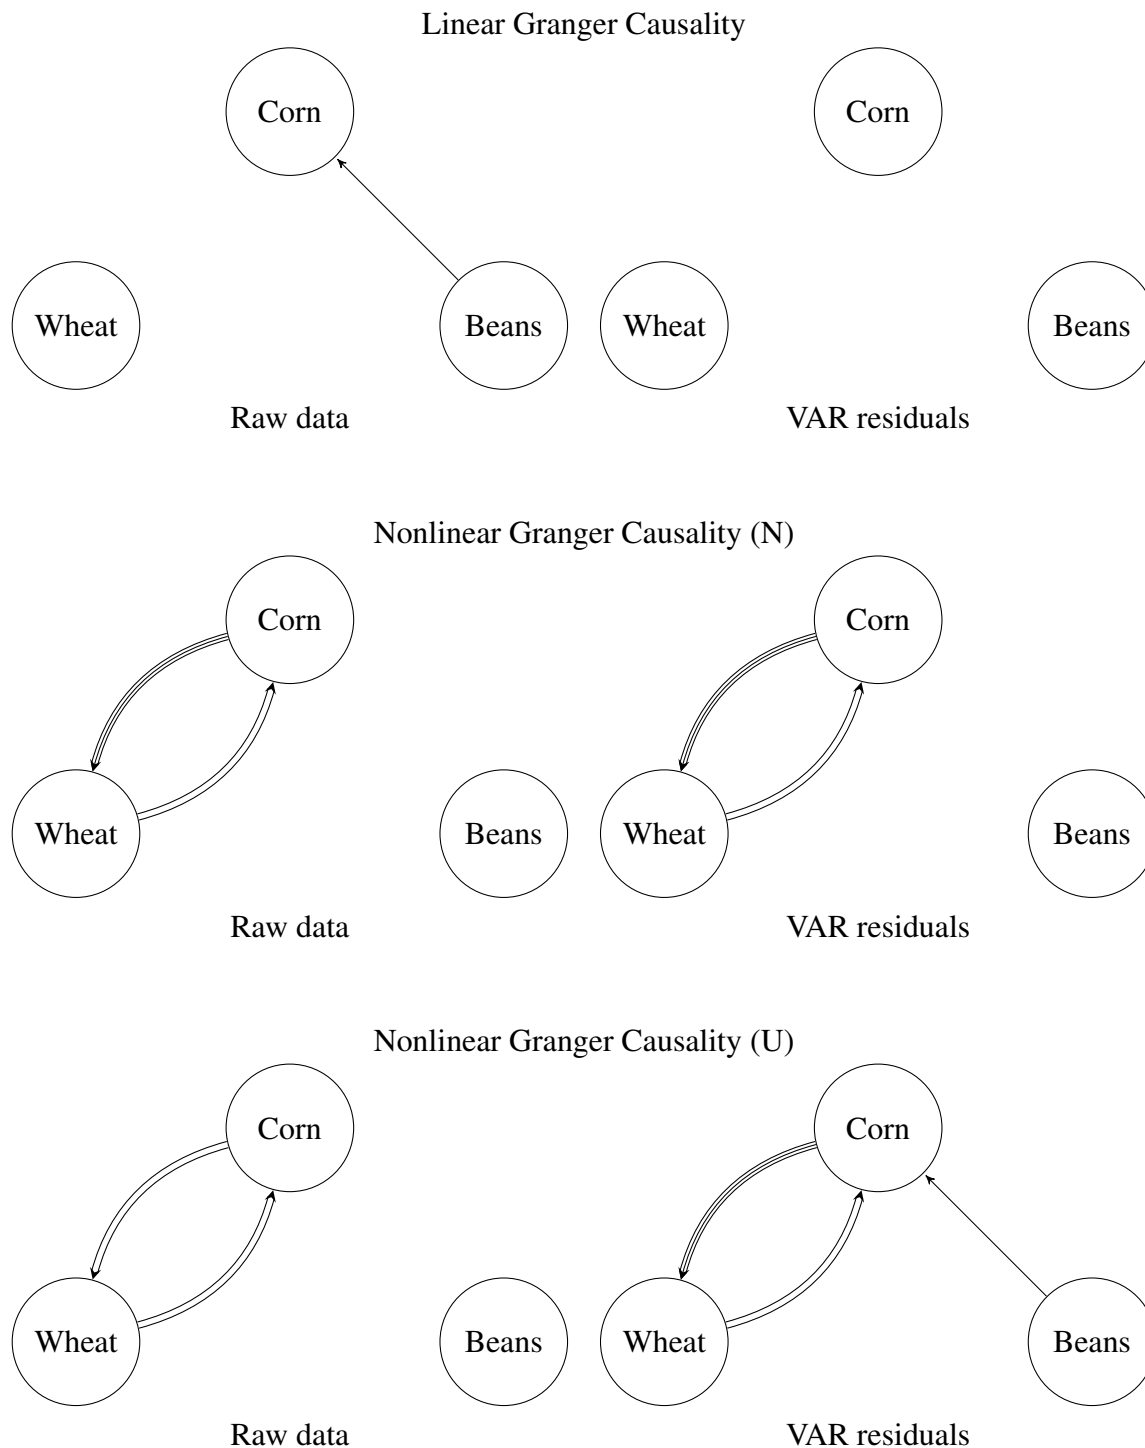 Linear Granger Causality
Corn
Corn
Wheat
Beans
Wheat
Beans
Raw data
VAR residuals
Nonlinear Granger Causality (N)
Corn
Corn
Wheat
Beans
Wheat
Beans
Raw data
VAR residuals
Nonlinear Granger Causality (U)
Corn
Corn
Wheat
Beans
Wheat
Beans
Raw data
VAR residuals